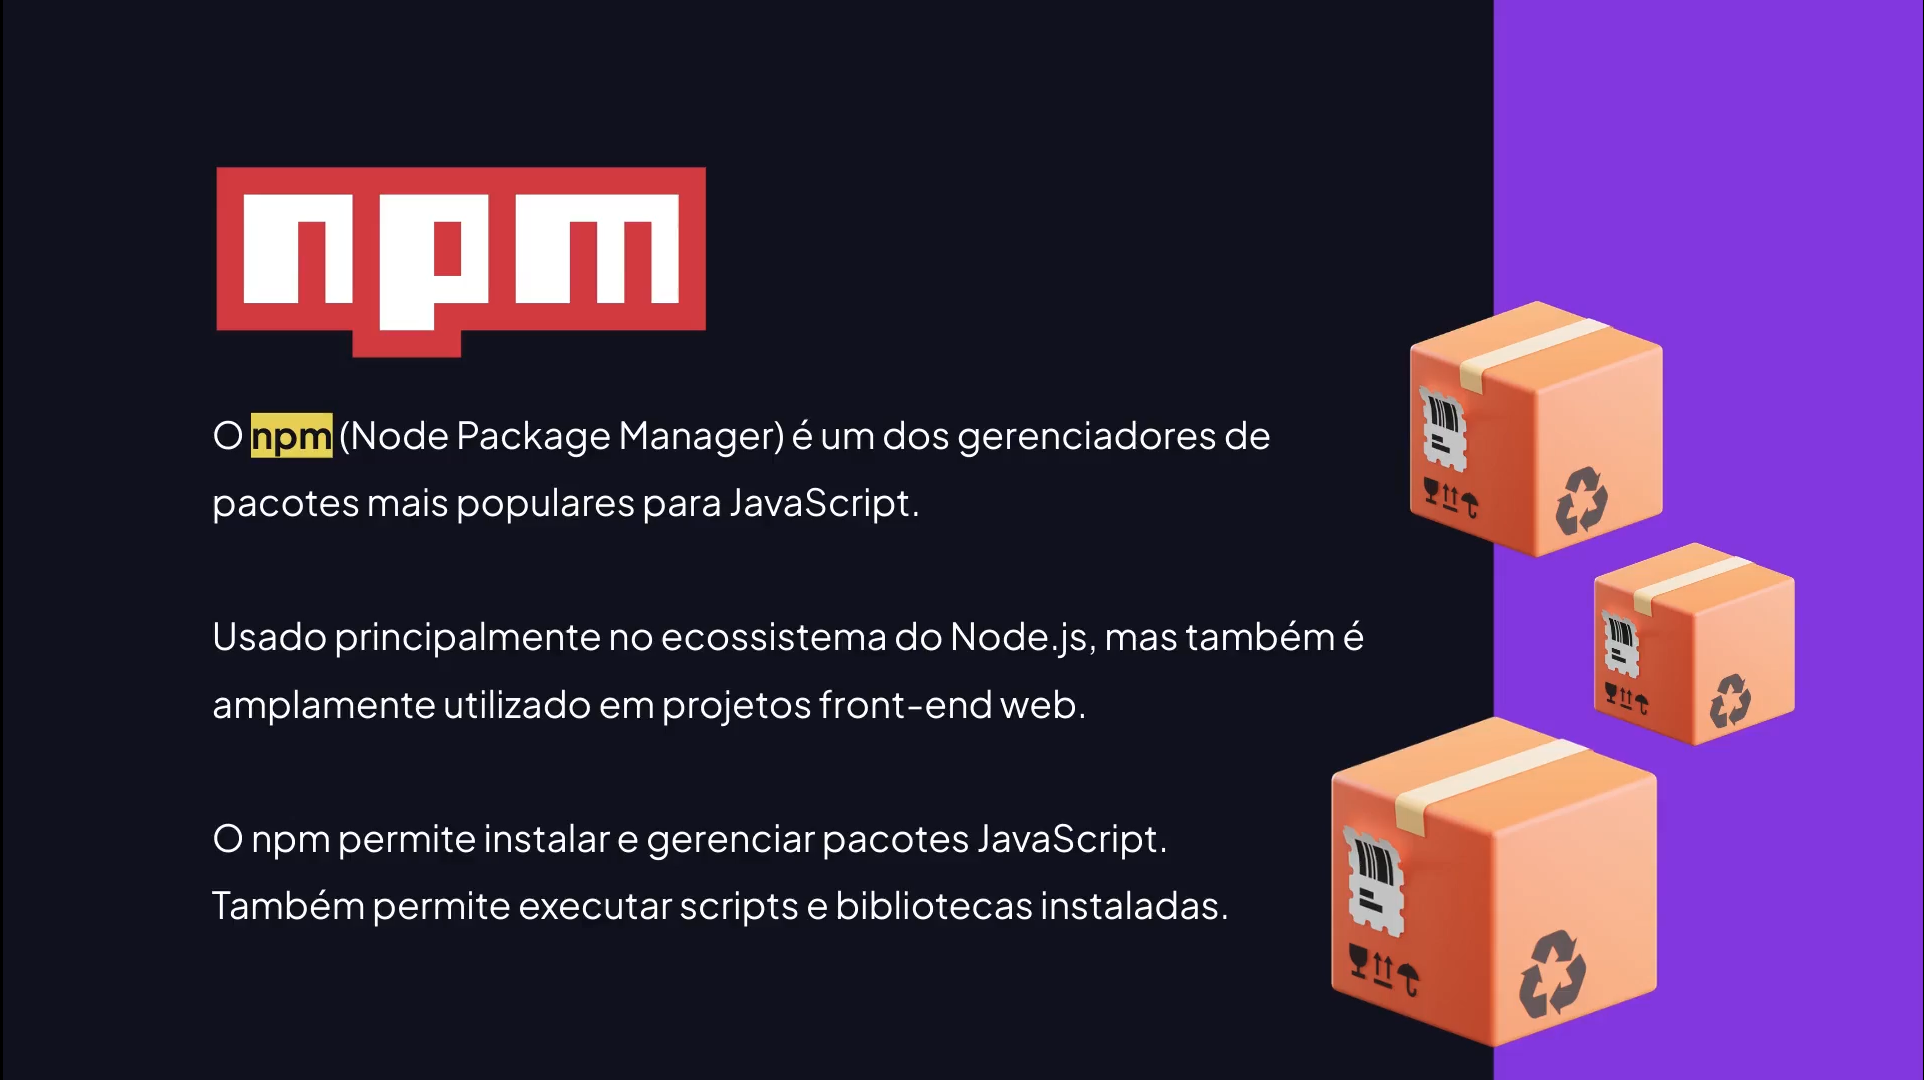 npm
O npm (Node Package Manager) é um dos gerenciadores de
pacotes mais populares para JavaScript.
Usado principalmente no ecossistema do Node.js, mas também é
amplamente utilizado em projetos front-end web.
O npm permite instalar e gerenciar pacotes JavaScript.
Também permite executar scripts e bibliotecas instaladas.